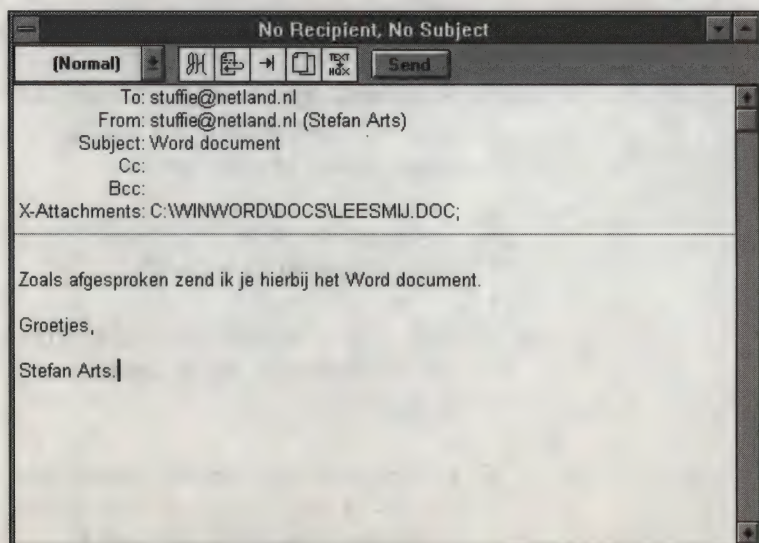 No Recipient, No Subject
(Normal) TEXT HQX Send
To: stuffie@netland.nl
From: stuffie@netland.nl (Stefan Arts)
Subject: Word document
Cc:
Bcc:
X-Attachments: C:\WINWORD\DOCS\LEESMIJ.DOC;
Zoals afgesproken zend ik je hierbij het Word document.
Groetjes,
Stefan Arts.